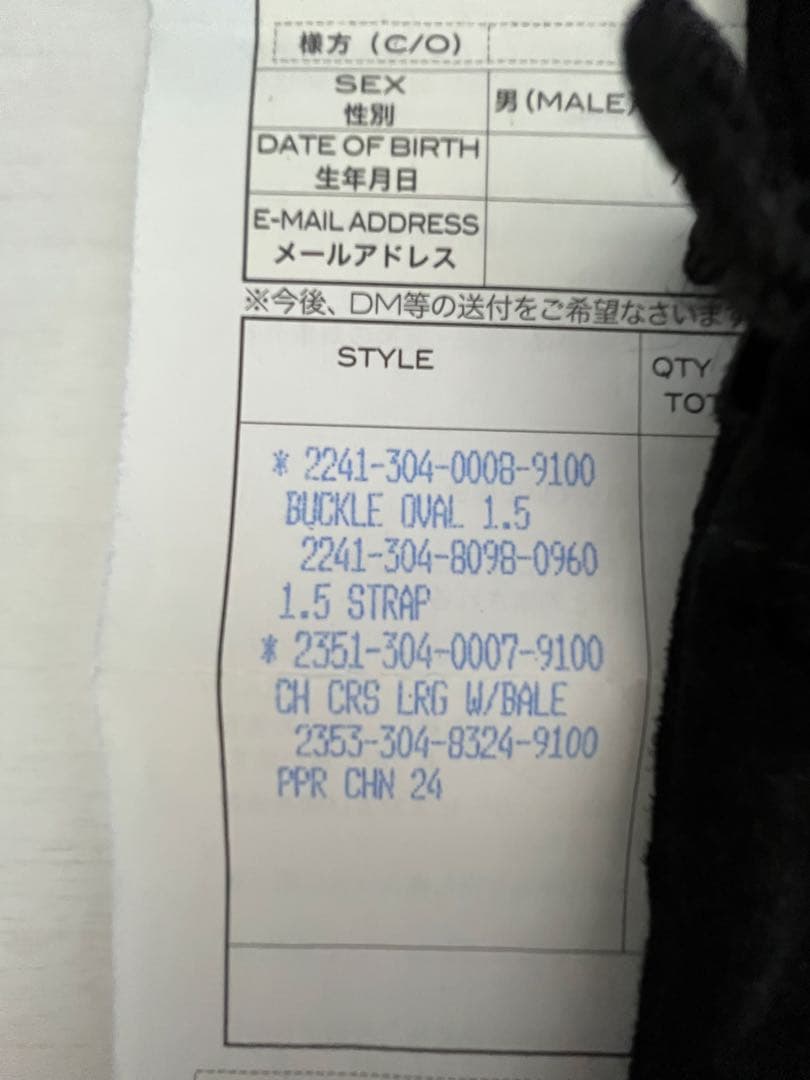 様方 (C/O)
SEX
性別
男(MALE)
DATE OF BIRTH
生年月日
E-MAIL ADDRESS
メールアドレス
※今後、DM等の送付をご希望なさいます
STYLE
QTY
TOT
* 2241-304-0008-9100
BUCKLE OVAL 1.5
2241-304-8098-0960
1.5 STRAP
* 2351-304-0007-9100
CH CRS LRG W/BALE
2353-304-8324-9100
PPR CHN 24